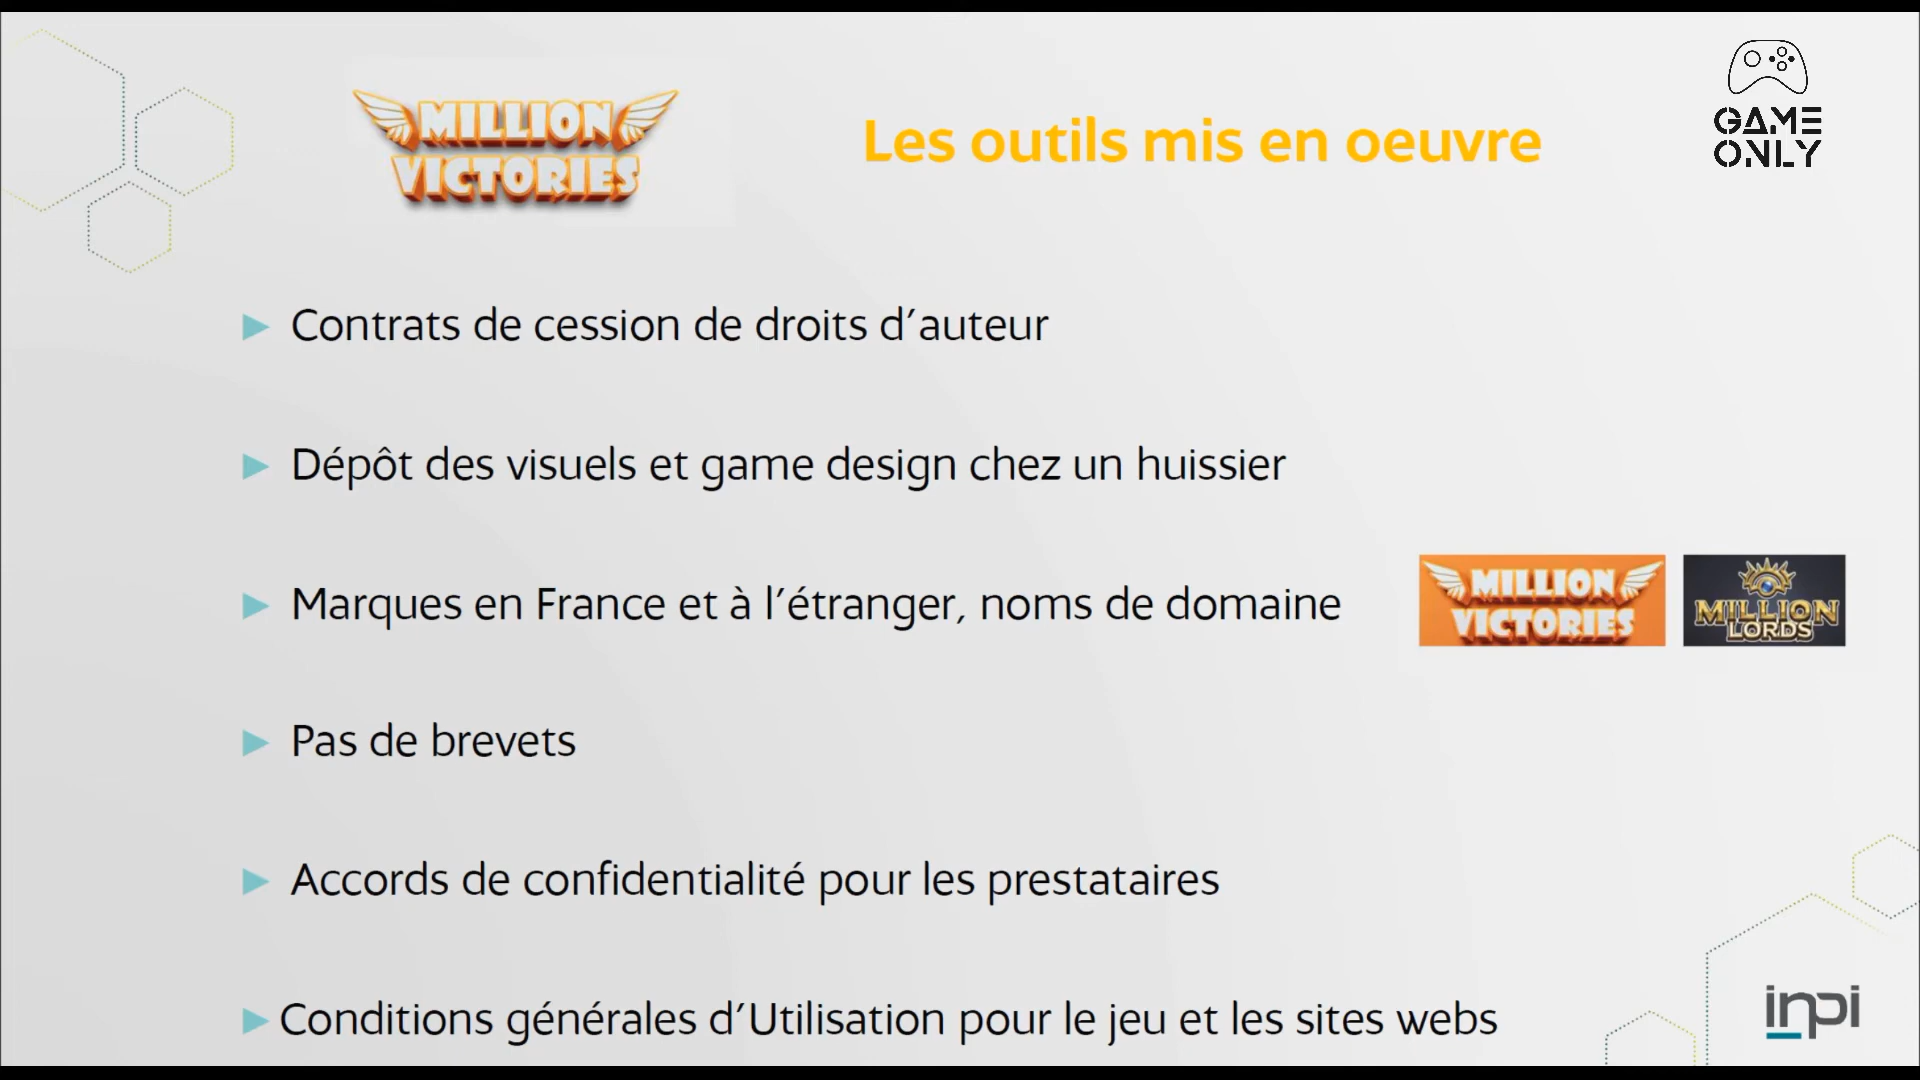 MILLION
VICTORIES
Les outils mis en oeuvre
GAME
ONLY
Contrats de cession de droits d’auteur
Dépôt des visuels et game design chez un huissier
Marques en France et à l’étranger, noms de domaine
MILLION
VICTORIES
MILLION
LORDS
Pas de brevets
Accords de confidentialité pour les prestataires
Conditions générales d’Utilisation pour le jeu et les sites webs
inpi